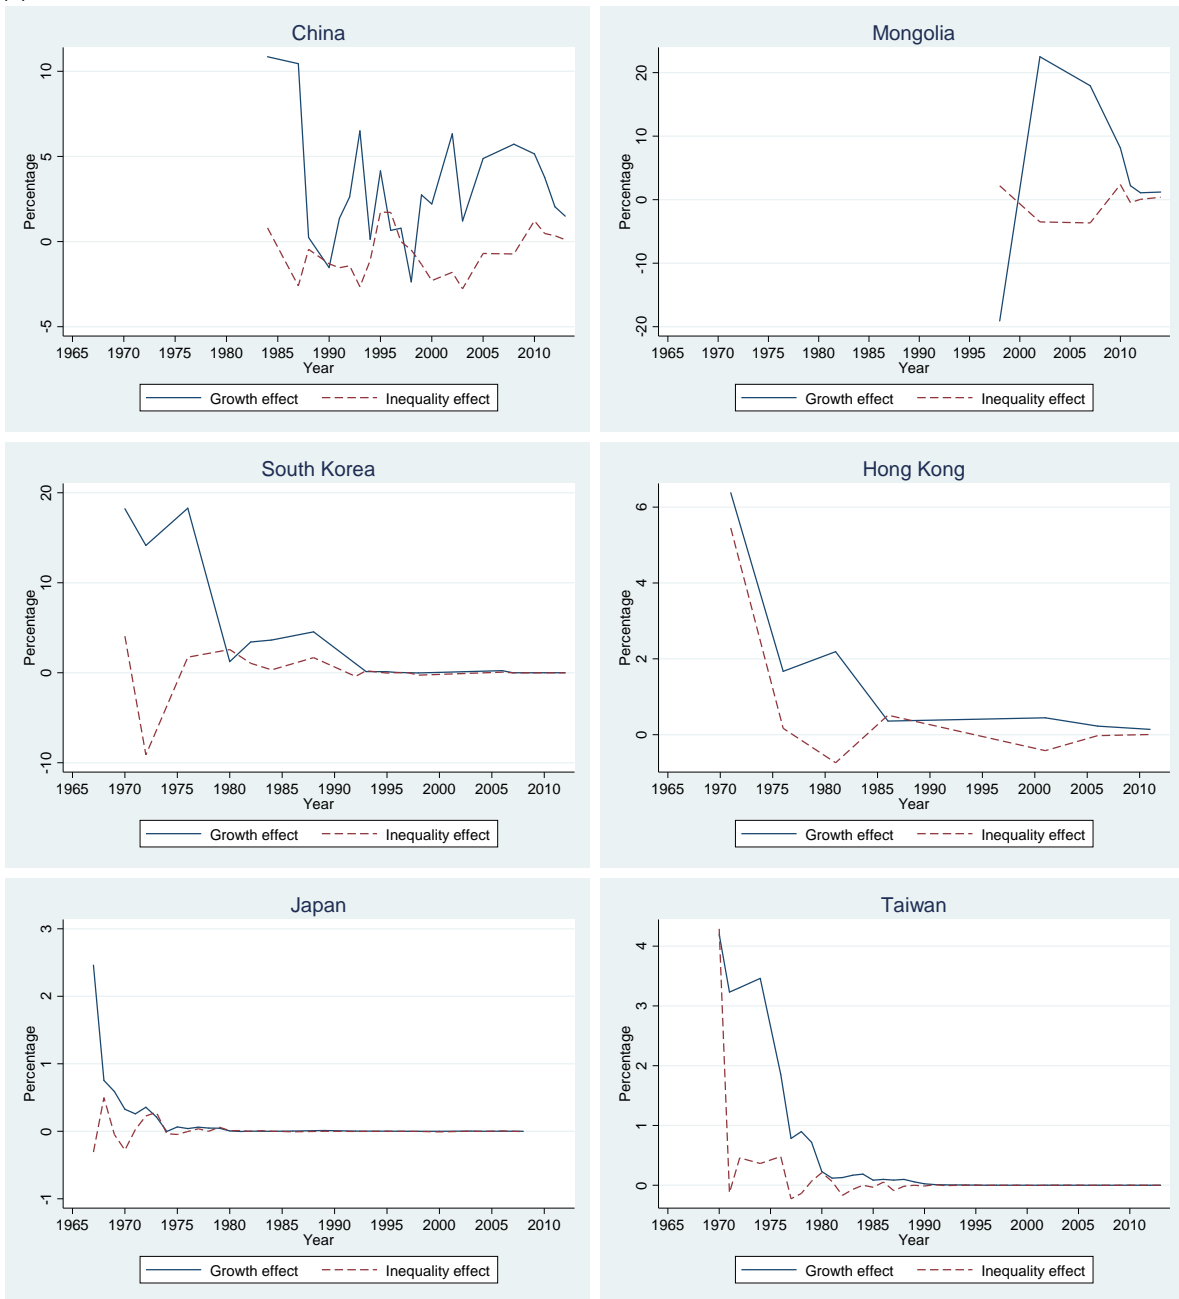 China
Percentage
10
5
0
-5
1965 1970 1975 1980 1985 1990 1995 2000 2005 2010
Year
Growth effect Inequality effect
Mongolia
Percentage
20
10
0
-10
-20
1965 1970 1975 1980 1985 1990 1995 2000 2005 2010
Year
Growth effect Inequality effect
South Korea
Percentage
20
10
0
-10
1965 1970 1975 1980 1985 1990 1995 2000 2005 2010
Year
Growth effect Inequality effect
Hong Kong
Percentage
6
4
2
0
1965 1970 1975 1980 1985 1990 1995 2000 2005 2010
Year
Growth effect Inequality effect
Japan
Percentage
3
2
1
0
-1
1965 1970 1975 1980 1985 1990 1995 2000 2005 2010
Year
Growth effect Inequality effect
Taiwan
Percentage
4
3
2
1
0
1965 1970 1975 1980 1985 1990 1995 2000 2005 2010
Year
Growth effect Inequality effect